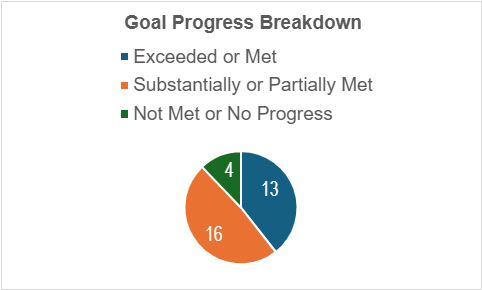 Goal Progress Breakdown
Exceeded or Met
Substantially or Partially Met
Not Met or No Progress
4
13
16